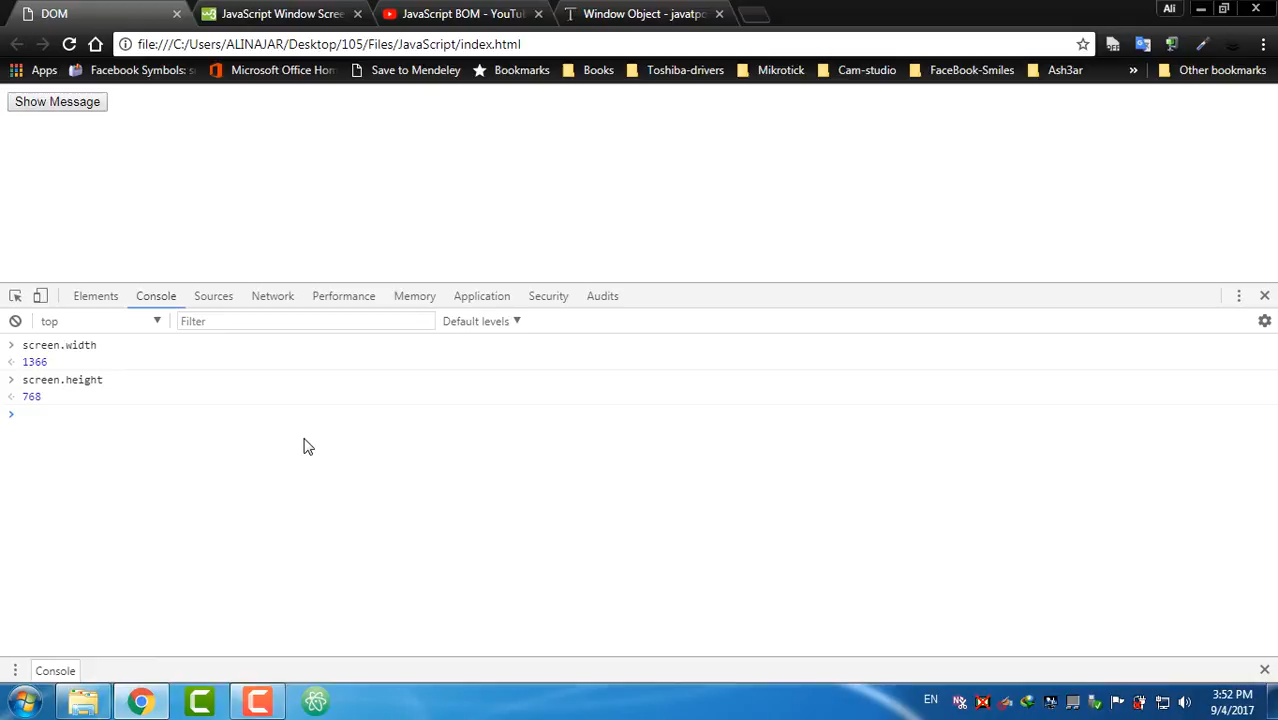 DOM
JavaScript Window Scree
JavaScript BOM - YouTu
Window Object - javatpo
Ali
file:///C:/Users/ALINAJAR/Desktop/105/Files/JavaScript/index.html
Apps
Facebook Symbols: s
Microsoft Office Hom
Save to Mendeley
Bookmarks
Books
Toshiba-drivers
Mikrotick
Cam-studio
FaceBook-Smiles
Ash3ar
»
Other bookmarks
Show Message
Elements
Console
Sources
Network
Performance
Memory
Application
Security
Audits
top
Filter
Default levels
screen.width
1366
screen.height
768
Console
EN
3:52 PM
9/4/2017